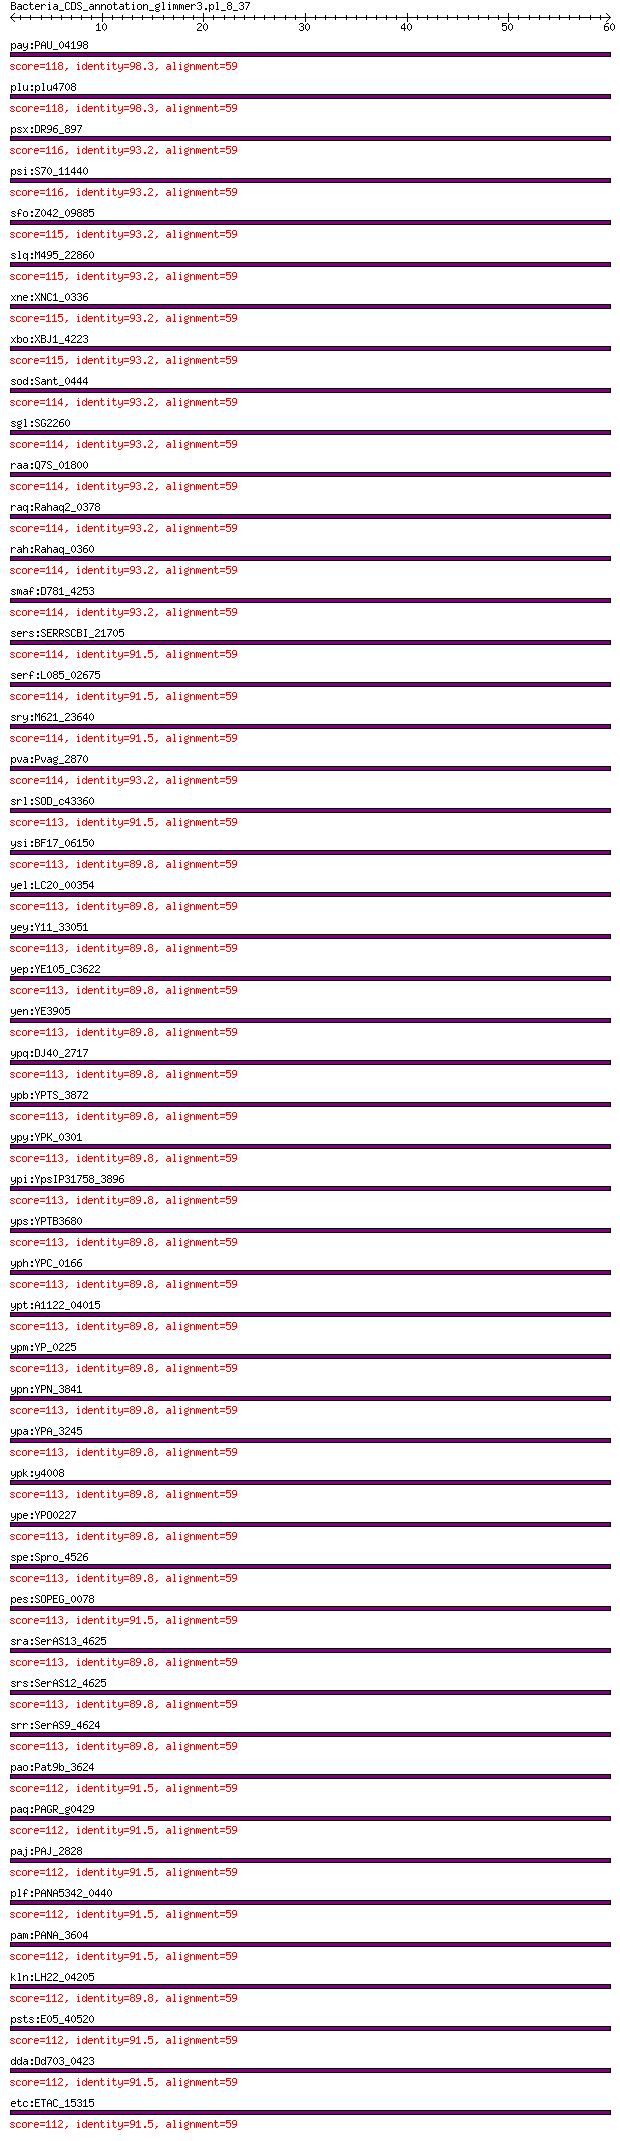 Bacteria_CDS_annotation_glimmer3.pl_8_37
10 20 30 40 50 60
pay:PAU_04198
score=118, identity=98.3, alignment=59
plu:plu4708
score=118, identity=98.3, alignment=59
psx:DR96_897
score=116, identity=93.2, alignment=59
psi:S70_11440
score=116, identity=93.2, alignment=59
sfo:Z042_09885
score=115, identity=93.2, alignment=59
slq:M495_22860
score=115, identity=93.2, alignment=59
xne:XNC1_0336
score=115, identity=93.2, alignment=59
xbo:XBJ1_4223
score=115, identity=93.2, alignment=59
sod:Sant_0444
score=114, identity=93.2, alignment=59
sgl:SG2260
score=114, identity=93.2, alignment=59
raa:Q7S_01800
score=114, identity=93.2, alignment=59
raq:Rahaq2_0378
score=114, identity=93.2, alignment=59
rah:Rahaq_0360
score=114, identity=93.2, alignment=59
smaf:D781_4253
score=114, identity=93.2, alignment=59
sers:SERRSCBI_21705
score=114, identity=91.5, alignment=59
serf:L085_02675
score=114, identity=91.5, alignment=59
sry:M621_23640
score=114, identity=91.5, alignment=59
pva:Pvag_2870
score=114, identity=93.2, alignment=59
srl:SOD_c43360
score=113, identity=91.5, alignment=59
ysi:BF17_06150
score=113, identity=89.8, alignment=59
yel:LC20_00354
score=113, identity=89.8, alignment=59
yey:Y11_33051
score=113, identity=89.8, alignment=59
yep:YE105_C3622
score=113, identity=89.8, alignment=59
yen:YE3905
score=113, identity=89.8, alignment=59
ypq:DJ40_2717
score=113, identity=89.8, alignment=59
ypb:YPTS_3872
score=113, identity=89.8, alignment=59
ypy:YPK_0301
score=113, identity=89.8, alignment=59
ypi:YpsIP31758_3896
score=113, identity=89.8, alignment=59
yps:YPTB3680
score=113, identity=89.8, alignment=59
yph:YPC_0166
score=113, identity=89.8, alignment=59
ypt:A1122_04015
score=113, identity=89.8, alignment=59
ypm:YP_0225
score=113, identity=89.8, alignment=59
ypn:YPN_3841
score=113, identity=89.8, alignment=59
ypa:YPA_3245
score=113, identity=89.8, alignment=59
ypk:y4008
score=113, identity=89.8, alignment=59
ype:YPO0227
score=113, identity=89.8, alignment=59
spe:Spro_4526
score=113, identity=89.8, alignment=59
pes:SOPEG_0078
score=113, identity=91.5, alignment=59
sra:SerAS13_4625
score=113, identity=89.8, alignment=59
srs:SerAS12_4625
score=113, identity=89.8, alignment=59
srr:SerAS9_4624
score=113, identity=89.8, alignment=59
pao:Pat9b_3624
score=112, identity=91.5, alignment=59
paq:PAGR_g0429
score=112, identity=91.5, alignment=59
paj:PAJ_2828
score=112, identity=91.5, alignment=59
plf:PANA5342_0440
score=112, identity=91.5, alignment=59
pam:PANA_3604
score=112, identity=91.5, alignment=59
kln:LH22_04205
score=112, identity=89.8, alignment=59
psts:E05_40520
score=112, identity=91.5, alignment=59
dda:Dd703_0423
score=112, identity=91.5, alignment=59
etc:ETAC_15315
score=112, identity=91.5, alignment=59